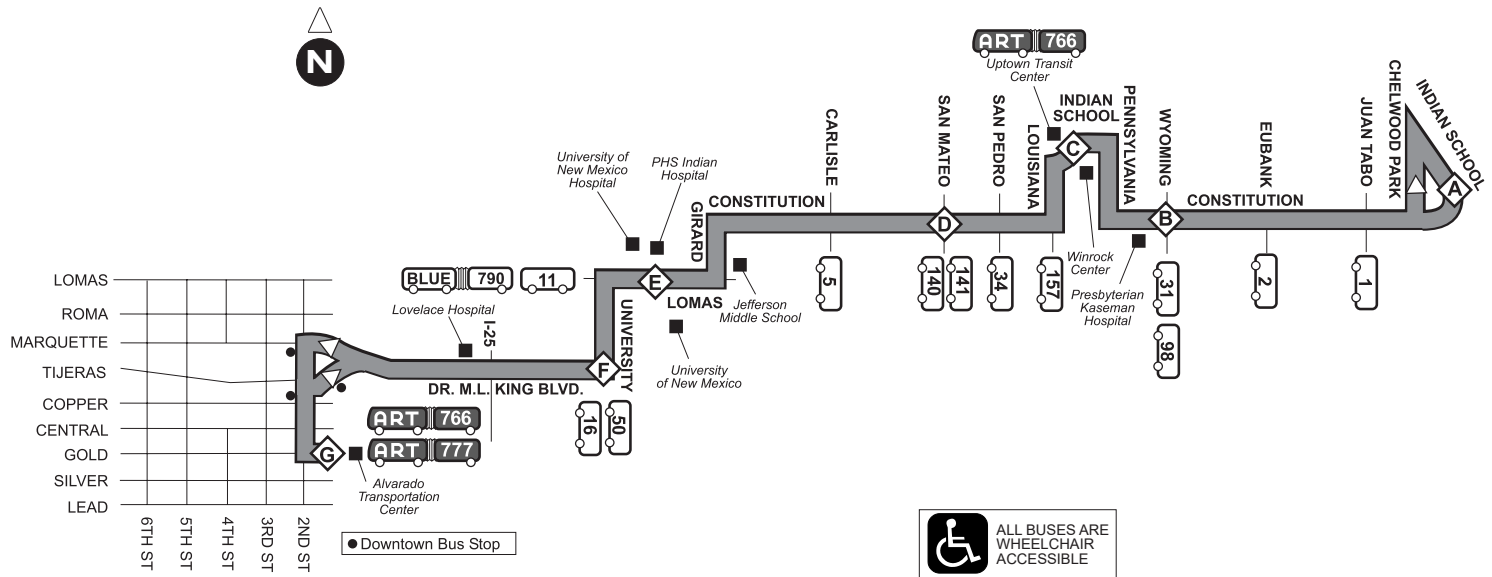 N
ART 766
Uptown Transit
Center
INDIAN
SCHOOL
LOUISIANA
PENNSYLVANIA
WYOMING
EUBANK
JUAN TABO
CHELWOOD PARK
INDIAN SCHOOL
CARLISLE
SAN MATEO
SAN PEDRO
University of
New Mexico
Hospital
PHS Indian
Hospital
GIRARD
CONSTITUTION
CONSTITUTION
A
B
C
D
E
F
G
BLUE 790
11
LOMAS
UNIVERSITY
Lovelace Hospital
I-25
DR. M.L. KING BLVD.
Jefferson
Middle School
University
of New Mexico
5
140
141
34
157
Winrock
Center
Presbyterian
Kaseman
Hospital
31
98
2
1
16
50
LOMAS
ROMA
MARQUETTE
TIJERAS
COPPER
CENTRAL
GOLD
SILVER
LEAD
6TH ST
5TH ST
4TH ST
3RD ST
2ND ST
ART 766
ART 777
Alvarado
Transportation
Center
Downtown Bus Stop
ALL BUSES ARE
WHEELCHAIR
ACCESSIBLE